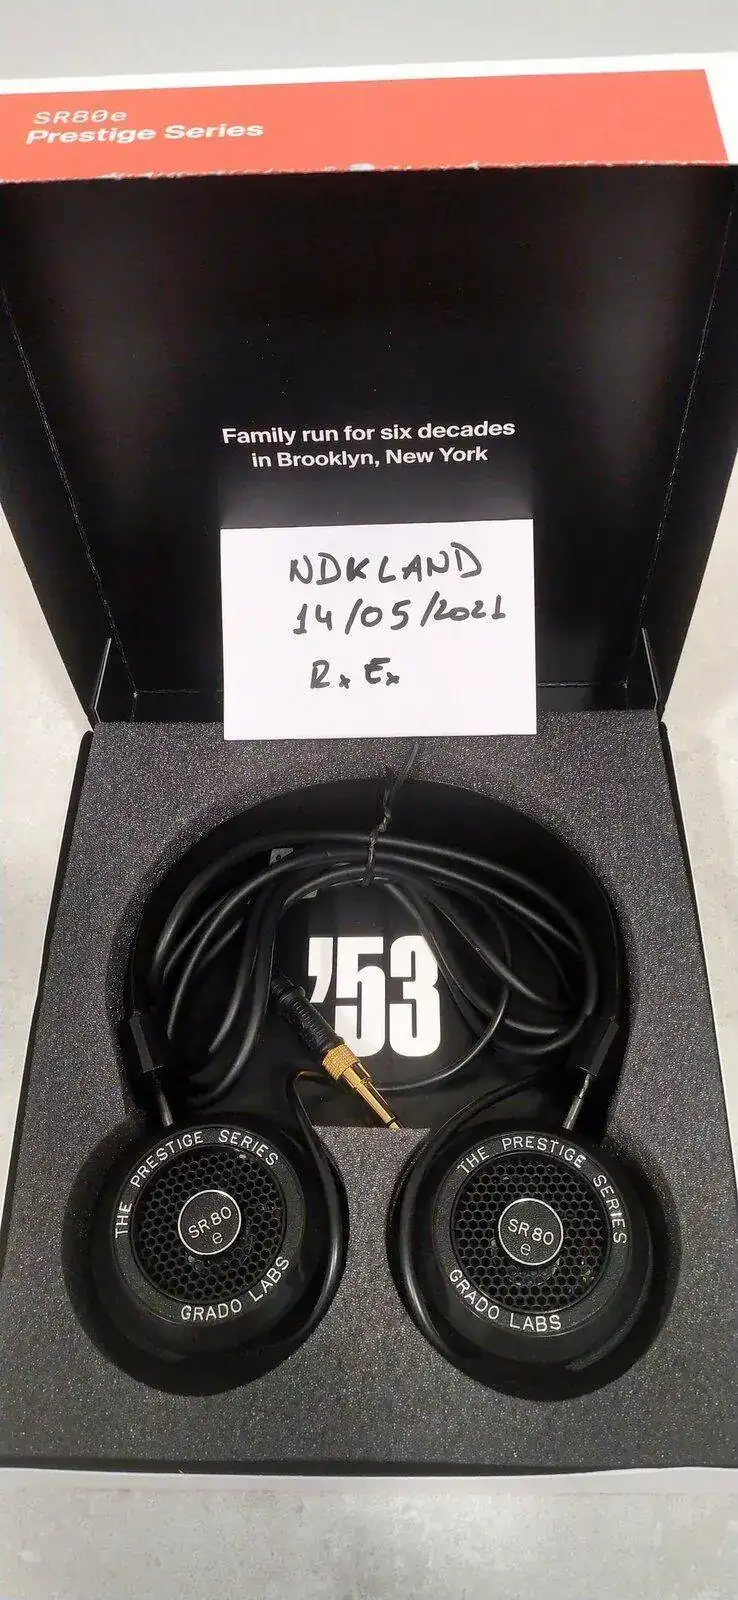 SR80e
Prestige Series
Family run for six decades
in Brooklyn, New York
NDKLAND
14/05/2021
R. E.
'53
THE PRESTIGE SERIES
SR80
e
GRADO LABS
THE PRESTIGE SERIES
SR80
e
GRADO LABS